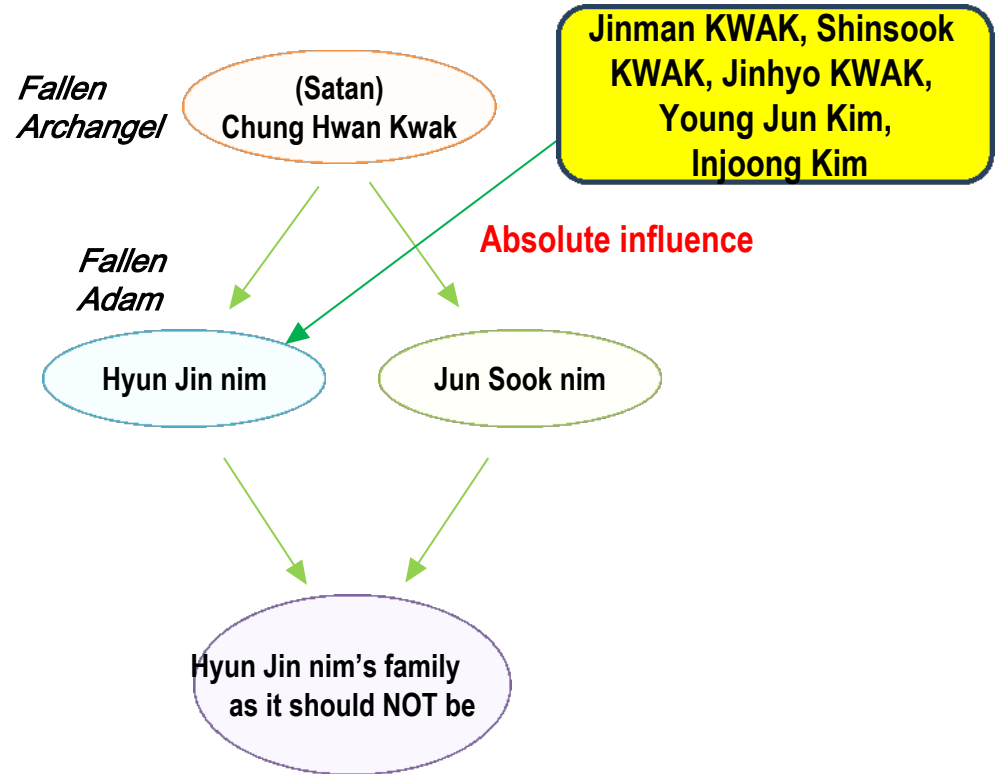 Jinman KWAK, Shinsook
KWAK, Jinhyo KWAK,
Young Jun Kim,
Injoong Kim
Fallen
Archangel
(Satan)
Chung Hwan Kwak
Absolute influence
Fallen
Adam
Hyun Jin nim
Jun Sook nim
Hyun Jin nim’s family
as it should NOT be